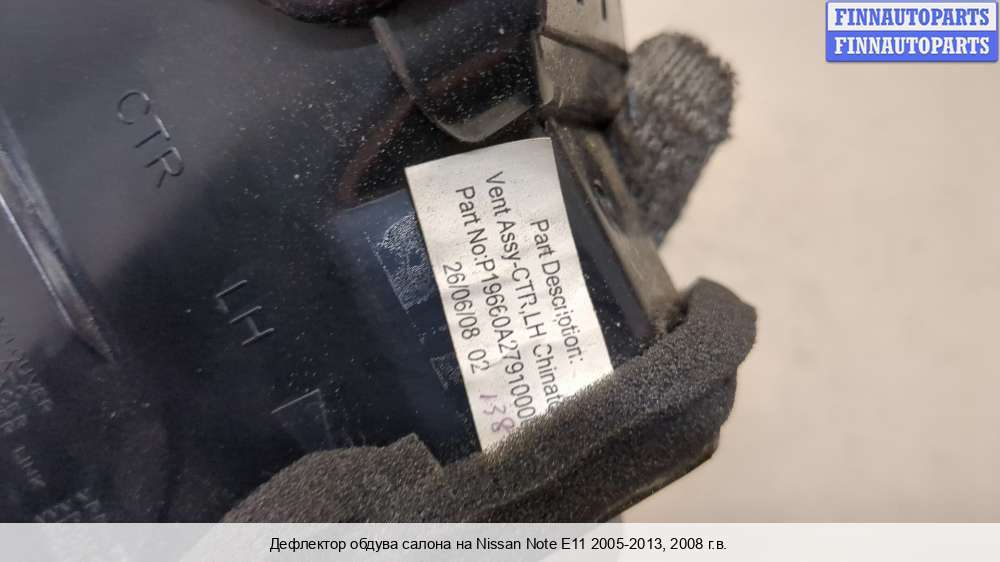 FINNAUTOPARTS
FINNAUTOPARTS
CTR
LH
Part Description:
Vent Assy-CTR,LH
Part No:P19660A2791000
26/06/08 02
138
Дефлектор обдува салона на Nissan Note E11 2005-2013, 2008 г.в.